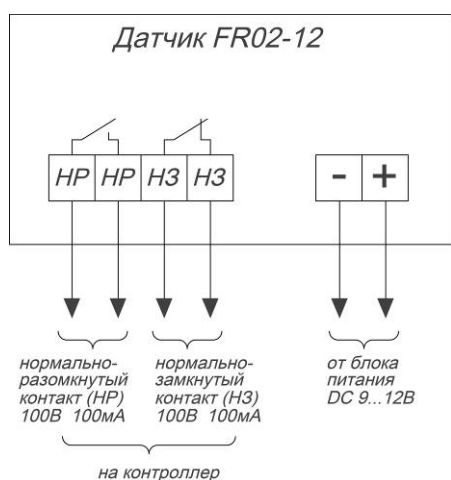 Датчик FR02-12
НР НР НЗ НЗ - +
нормально-
разомкнутый
контакт (НР)
100В 100мА
нормально-
замкнутый
контакт (НЗ)
100В 100мА
от блока
питания
DC 9...12В
на контроллер